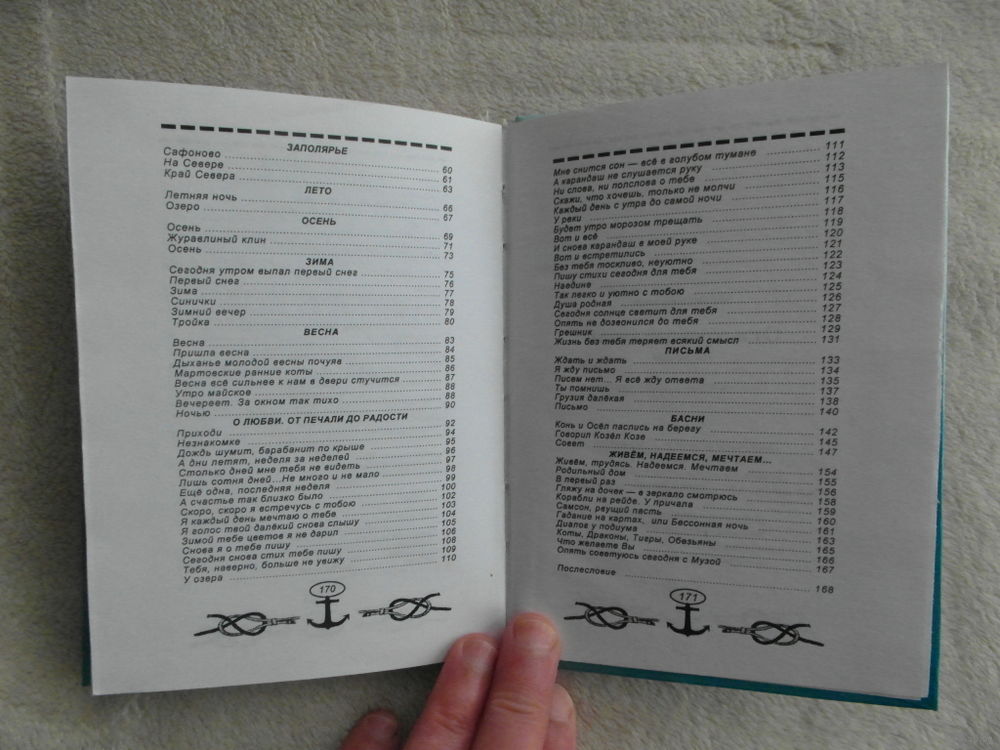 ЗАПОЛЯРЬЕ
Сафоново 60
На Севере 61
Край Севера 63
ЛЕТО
Летняя ночь 66
Озеро 67
ОСЕНЬ
Осень 69
Журавлиный клин 71
Осень 73
ЗИМА
Сегодня утром выпал первый снег 75
Первый снег 76
Зима 77
Синички 78
Зимний вечер 79
Тройка 80
ВЕСНА
Весна 83
Пришла весна 84
Дыханье молодой весны почуяв 85
Мартовские ранние коты 86
Весна всё сильнее к нам в двери стучится 87
Утро майское 88
Вечереет. За окном так тихо 88
Ночью 90
О ЛЮБВИ. ОТ ПЕЧАЛИ ДО РАДОСТИ
Приходи 92
Незнакомке 94
Дождь шумит, барабанит по крыше 95
А дни летят, неделя за неделей 96
Столько дней мне тебя не видеть 97
Лишь сотня дней...Не много и не мало 98
Ещё одна, последняя неделя 99
А счастье так близко было 100
Скоро, скоро я встречусь с тобою 102
Я каждый день мечтаю о тебе 103
Я голос твой далёкий снова слышу 104
Зимой тебе цветов я не дарил 105
Снова я о тебе пишу 106
Сегодня снова стих тебе пишу 108
Тебя, наверно, больше не увижу 109
У озера 110
170
Мне снится сон — всё в голубом тумане 111
А карандаш не слушается руку 112
Ни слова, ни полслова о тебе 113
Скажи, что хочешь, только не молчи 115
Каждый день с утра до самой ночи 116
У реки 117
Будет утро морозом трещать 118
Вот и всё 119
И снова карандаш в моей руке 120
Вот и встретились 121
Без тебя тоскливо, неуютно 122
Пишу стихи сегодня для тебя 123
Наедине 124
Так легко и уютно с тобою 125
Душа родная 126
Сегодня солнце светит для тебя 127
Опять не дозвонился до тебя 128
Грешник 129
Жизнь без тебя теряет всякий смысл 131
ПИСЬМА
Ждать и ждать 133
Я жду письмо 134
Писем нет... Я всё жду ответа 135
Ты помнишь 137
Грузия далёкая 138
Письмо 140
БАСНИ
Конь и Осёл паслись на берегу 142
Говорил Козёл Козе 145
Совет 147
ЖИВЁМ, НАДЕЕМСЯ, МЕЧТАЕМ...
Живём, трудясь. Надеемся. Мечтаем 154
Родильный дом 155
В первый раз 156
Гляжу на дочек — в зеркало смотрюсь 158
Корабли на рейде. У причала 159
Самсон, рвущий пасть 160
Гадание на картах, или Бессонная ночь 161
Диалог у подиума 163
Коты, Драконы, Тигры, Обезьяны 165
Что желаете Вы 166
Опять советуюсь сегодня с Музой 167
Послесловие 168
171